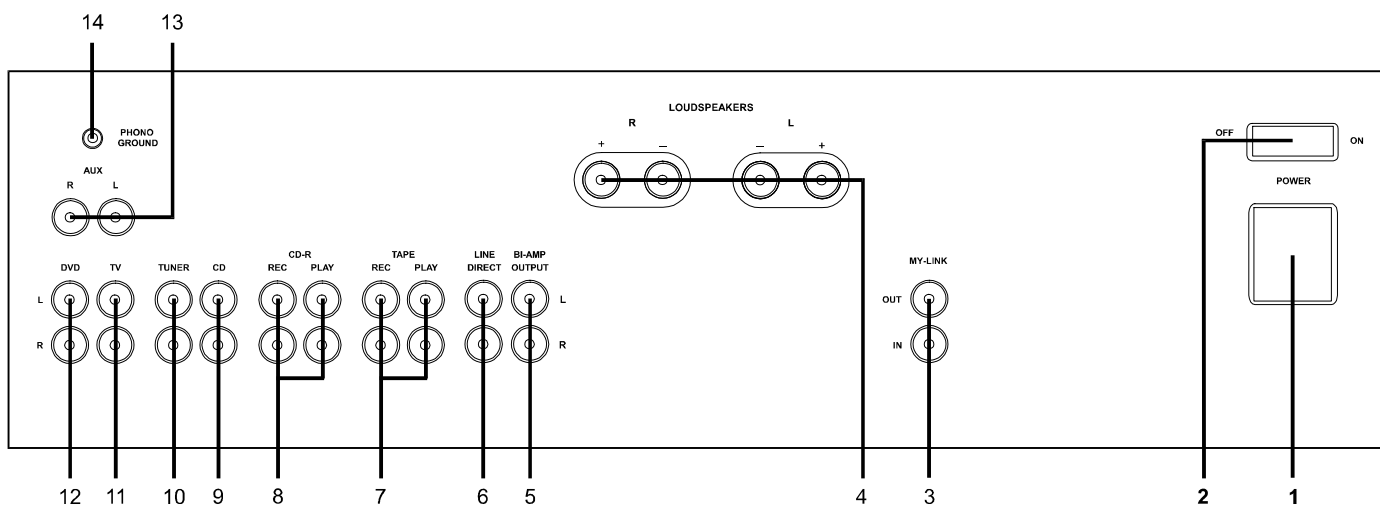 14 13
LOUDSPEAKERS
R L
+ – – +
PHONO
GROUND
OFF ON
AUX
R L
POWER
CD-R TAPE LINE BI-AMP
DVD TV TUNER CD REC PLAY REC PLAY DIRECT OUTPUT
MY-LINK
L L OUT
R R IN
12 11 10 9 8 7 6 5 4 3 2 1